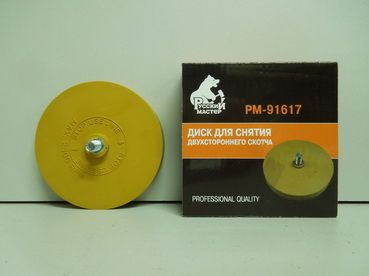 РУССКИЙ
МАСТЕР
РМ-91617
ДИСК ДЛЯ СНЯТИЯ
ДВУХСТОРОННЕГО СКОТЧА
PROFESSIONAL QUALITY